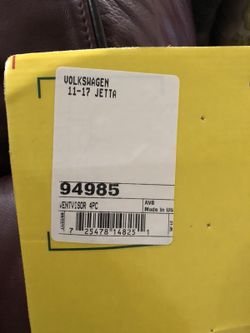 VOLKSWAGEN
11-17 JETTA
94985
VENTVISOR 4PC
AVS
Made in US
7 25478 14825 1